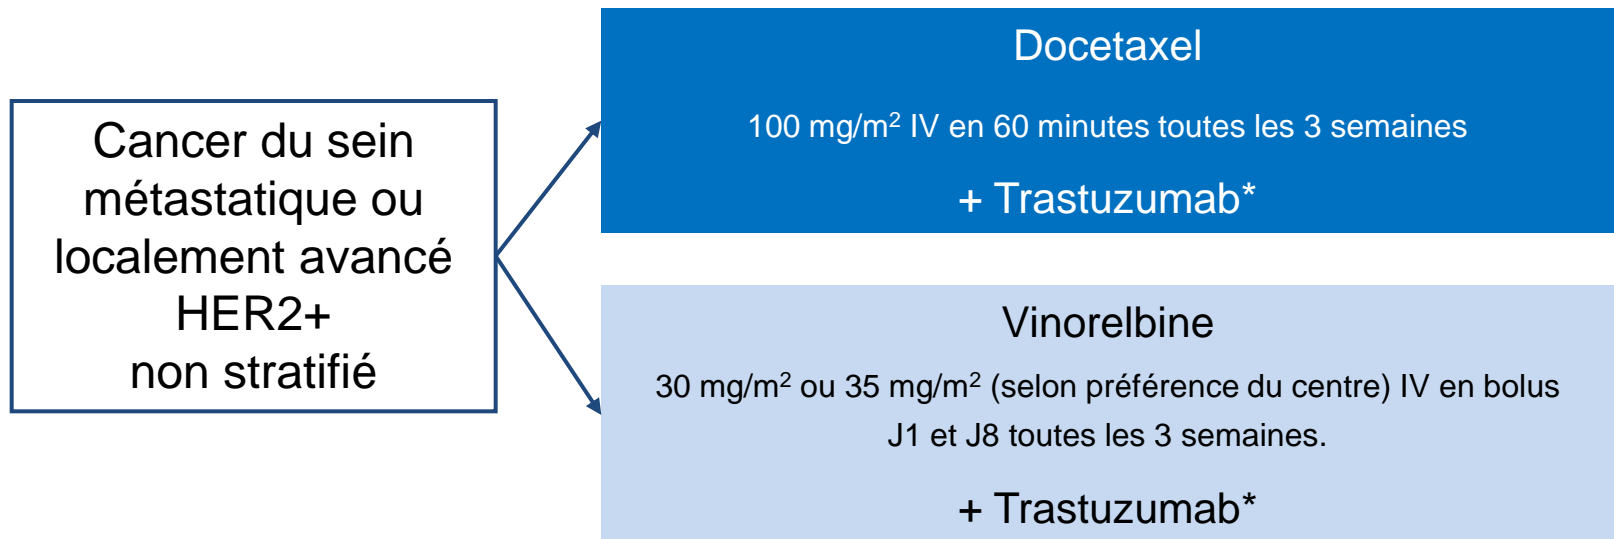 Cancer du sein
métastatique ou
localement avancé
HER2+
non stratifié
Docetaxel
100 mg/m² IV en 60 minutes toutes les 3 semaines
+ Trastuzumab*
Vinorelbine
30 mg/m² ou 35 mg/m² (selon préférence du centre) IV en bolus
J1 et J8 toutes les 3 semaines.
+ Trastuzumab*